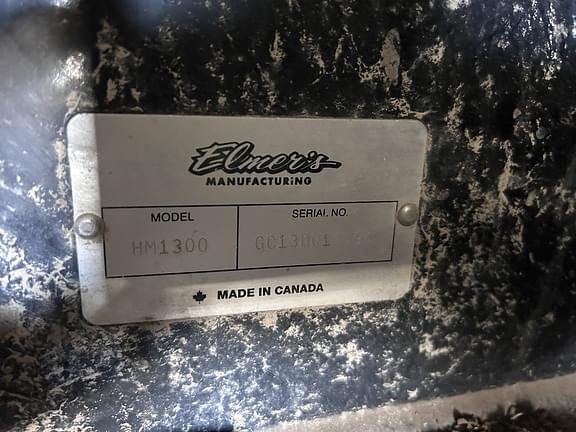 Elmer's
MANUFACTURING
MODEL
SERIAL NO.
HM1300
MADE IN CANADA